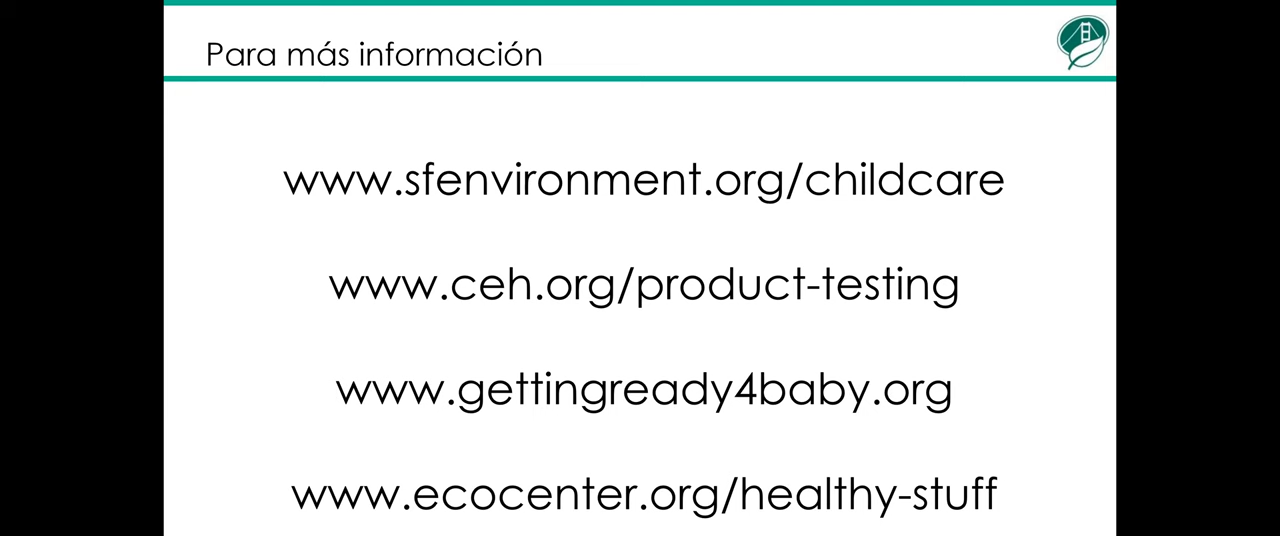 Para más información
www.sfenvironment.org/childcare
www.ceh.org/product-testing
www.gettingready4baby.org
www.ecocenter.org/healthy-stuff